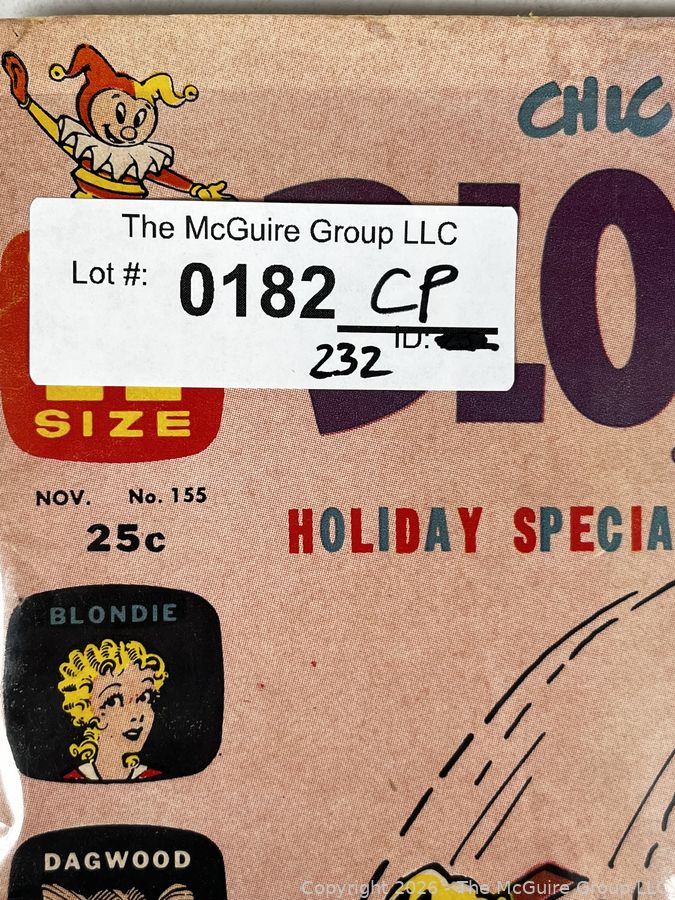 CHIC
The McGuire Group LLC
Lot #: 0182 CP
ID:
232
LO
SIZE
NOV. No. 155
25c
HOLIDAY SPECIA
BLONDIE
DAGWOOD
Copyright 2026 - The McGuire Group LLC